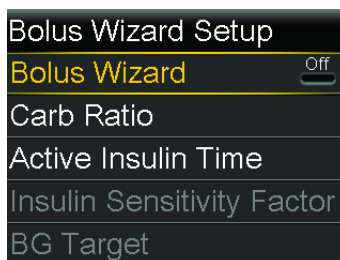 Bolus Wizard Setup
Bolus Wizard Off
Carb Ratio
Active Insulin Time
Insulin Sensitivity Factor
BG Target